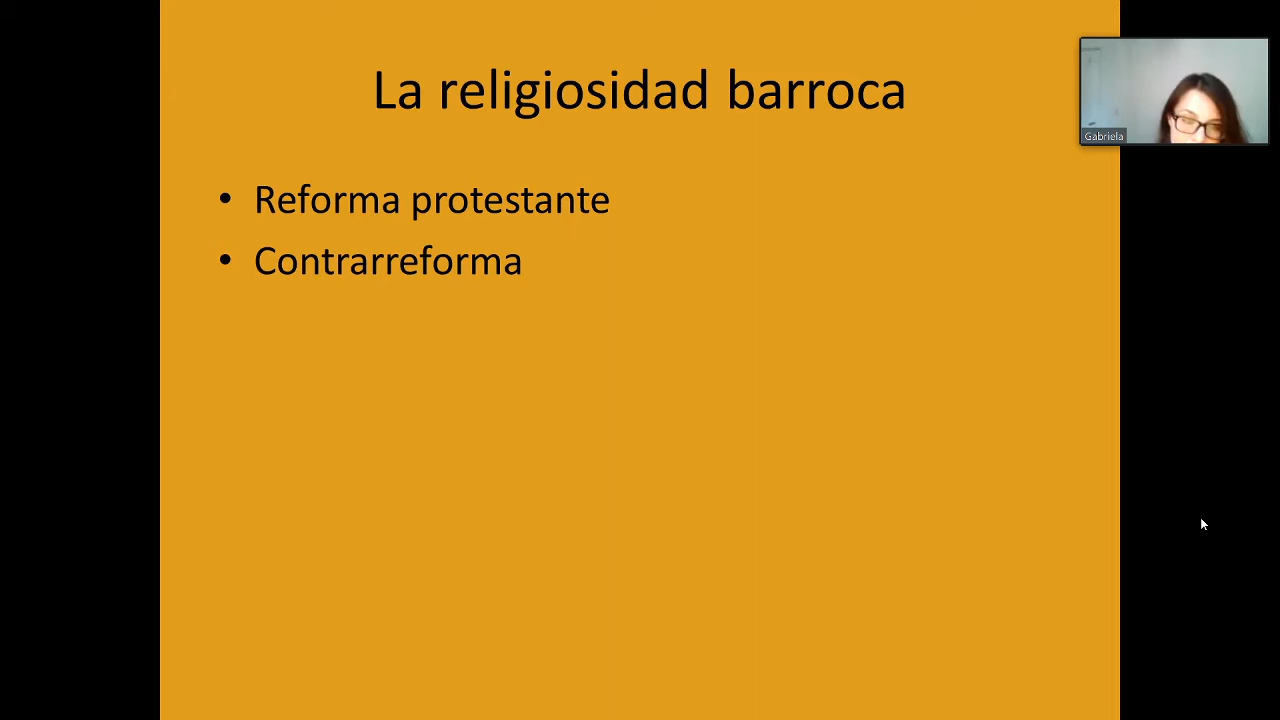 La religiosidad barroca
Gabriela
• Reforma protestante
• Contrarreforma